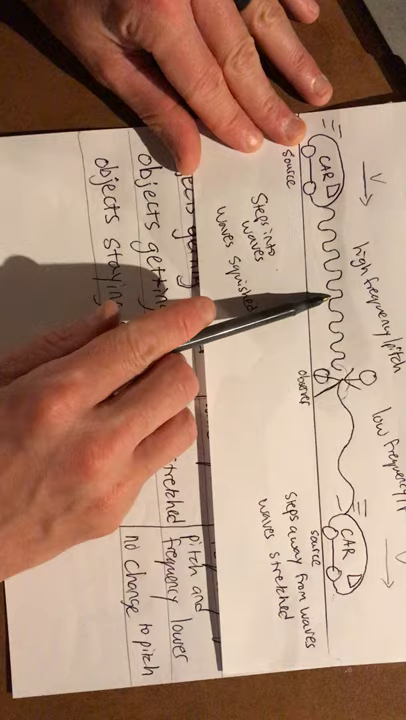 V
high frequency pitch
low frequency
V
CAR
CAR
source
observer
source
Steps into
waves
waves squished
Steps away from waves
waves stretched
pitch and
objects getting
stretched
frequency lower
objects staying
no change to pitch